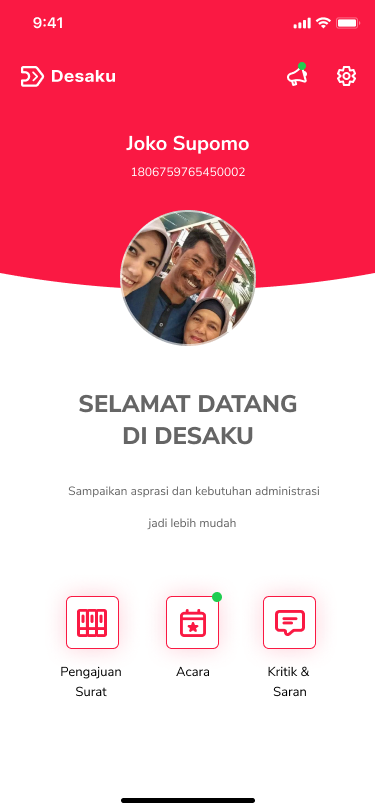 9:41
Desaku
Joko Supomo
1806759765450002
SELAMAT DATANG
DI DESAKU
Sampaikan asprasi dan kebutuhan administrasi
jadi lebih mudah
Pengajuan
Surat
Acara
Kritik &
Saran